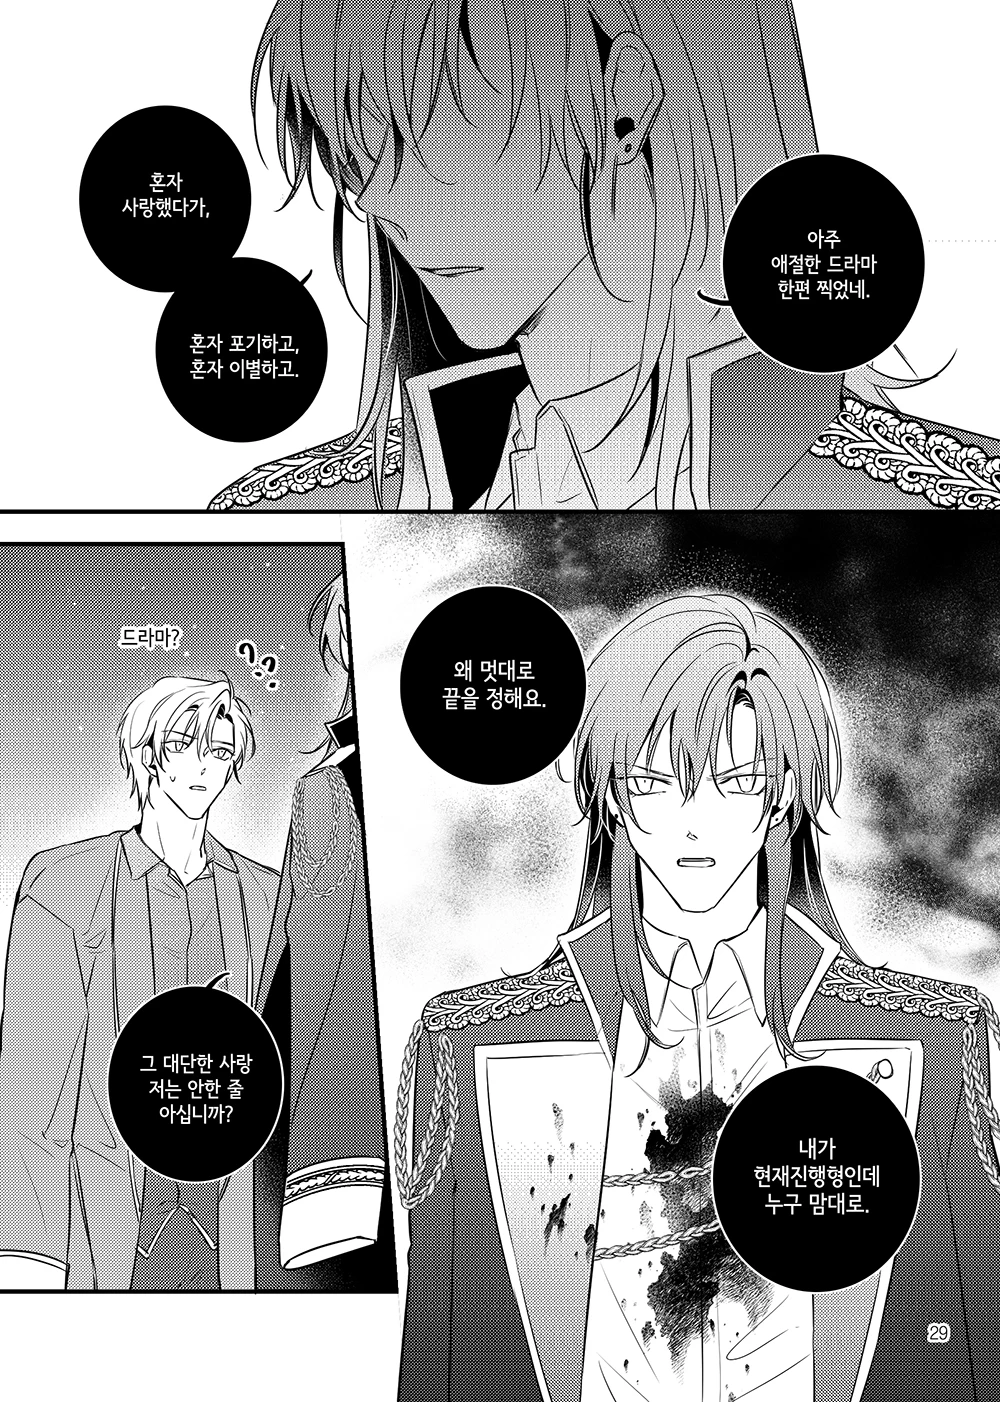 혼자
사랑했다가,
혼자 포기하고,
혼자 이별하고.
아주
애절한 드라마
한편 찍었네.
드라마?
??
그 대단한 사랑
저는 안한 줄
아십니까?
왜 멋대로
끝을 정해요.
내가
현재진행형인데
누구 맘대로.
29